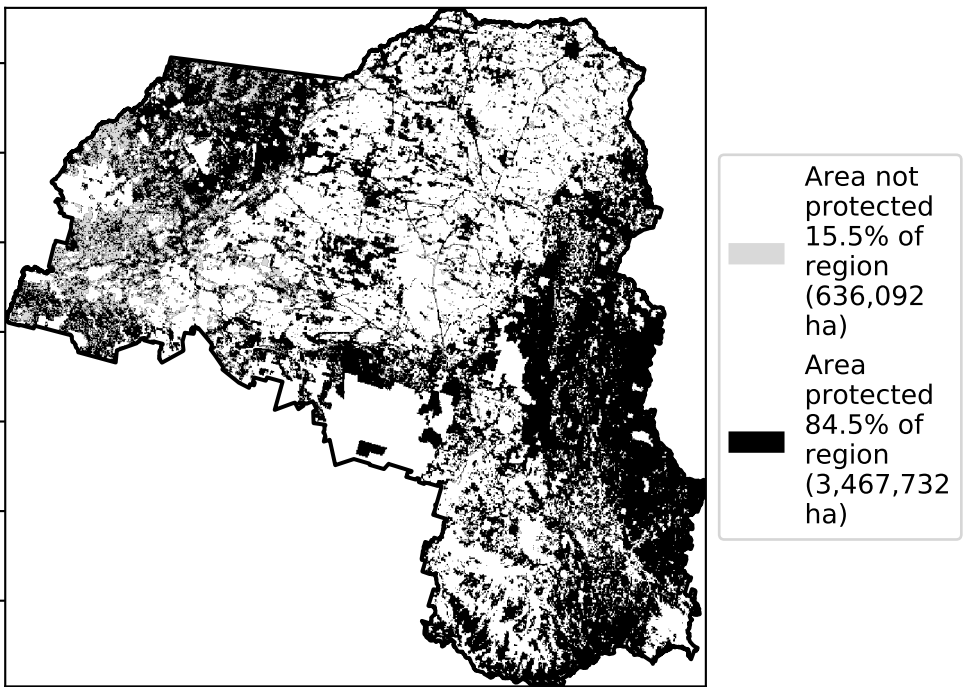 Area not
protected
15.5% of
region
(636,092
ha)
Area
protected
84.5% of
region
(3,467,732
ha)